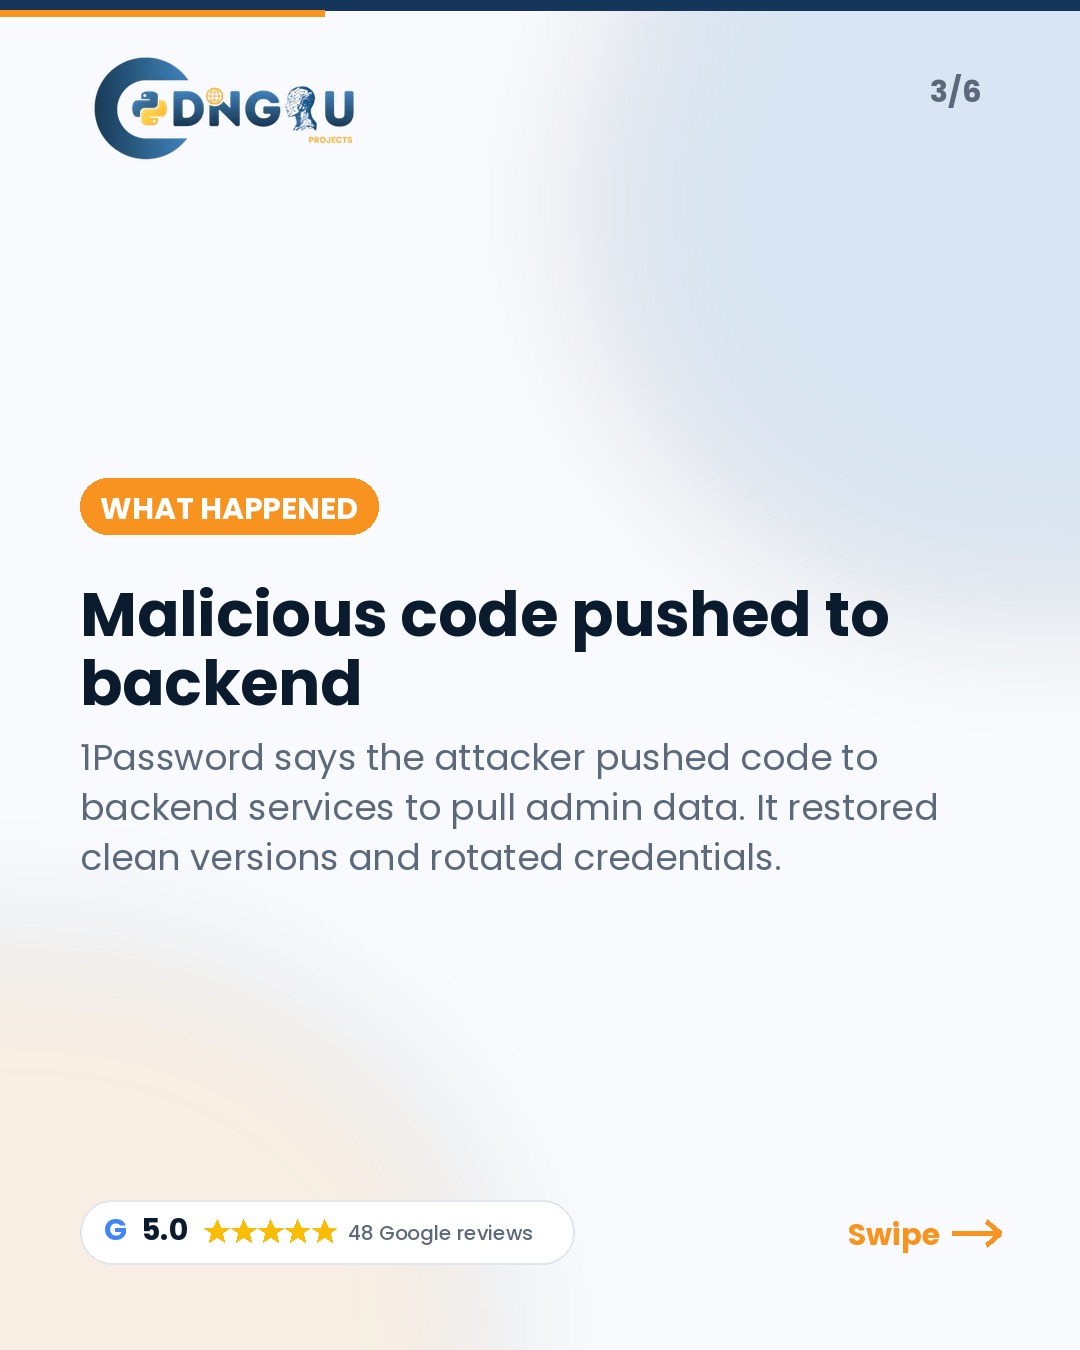 CDNG4U
PROJECTS
3/6
WHAT HAPPENED
Malicious code pushed to
backend
1Password says the attacker pushed code to
backend services to pull admin data. It restored
clean versions and rotated credentials.
G 5.0 ★★★★★ 48 Google reviews
Swipe →